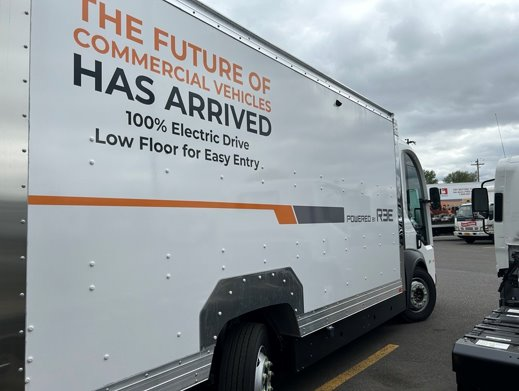 THE FUTURE OF
COMMERCIAL VEHICLES
HAS ARRIVED
100% Electric Drive
Low Floor for Easy Entry
POWERED BY REE